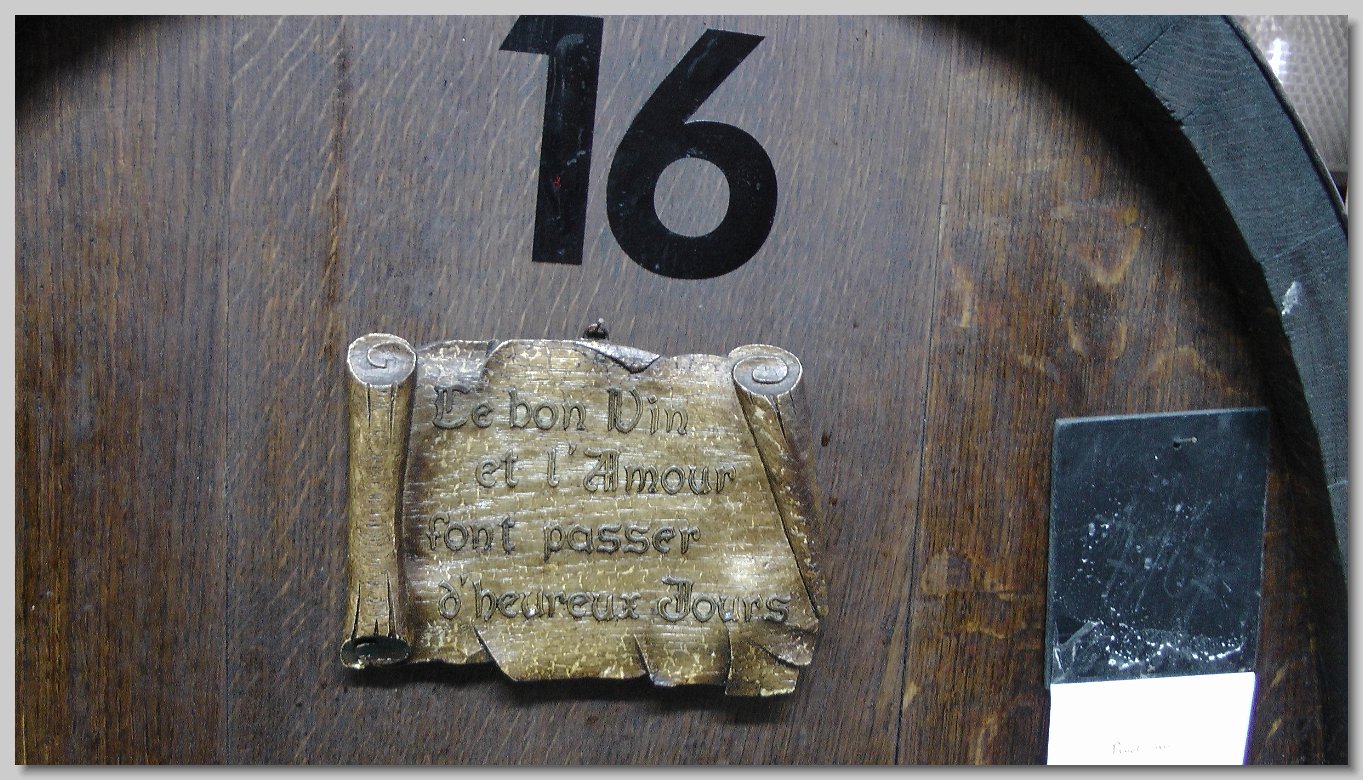 16
Le bon Vin
et l'Amour
font passer
d'heureux Jours